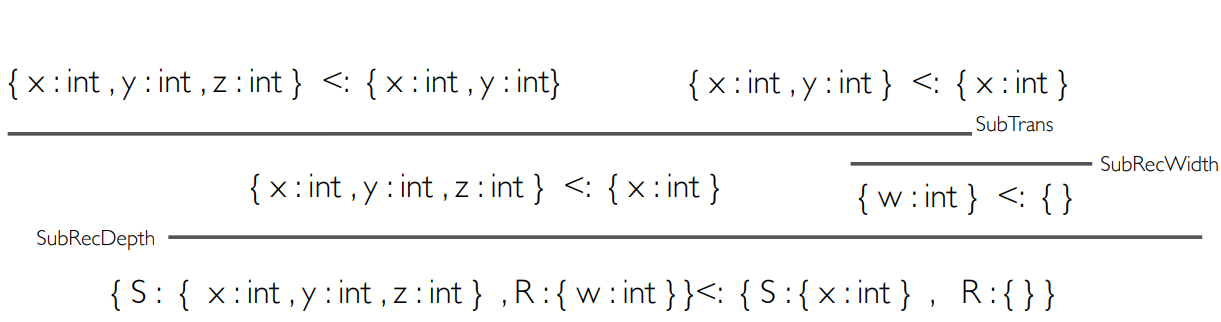 { x : int , y : int , z : int } <: { x : int , y : int} { x : int , y : int } <: { x : int }
SubTrans
SubRecWidth
{ x : int , y : int , z : int } <: { x : int } { w : int } <: { }
SubRecDepth
{ S : { x : int , y : int , z : int } , R : { w : int } }<: { S : { x : int } , R : { } }